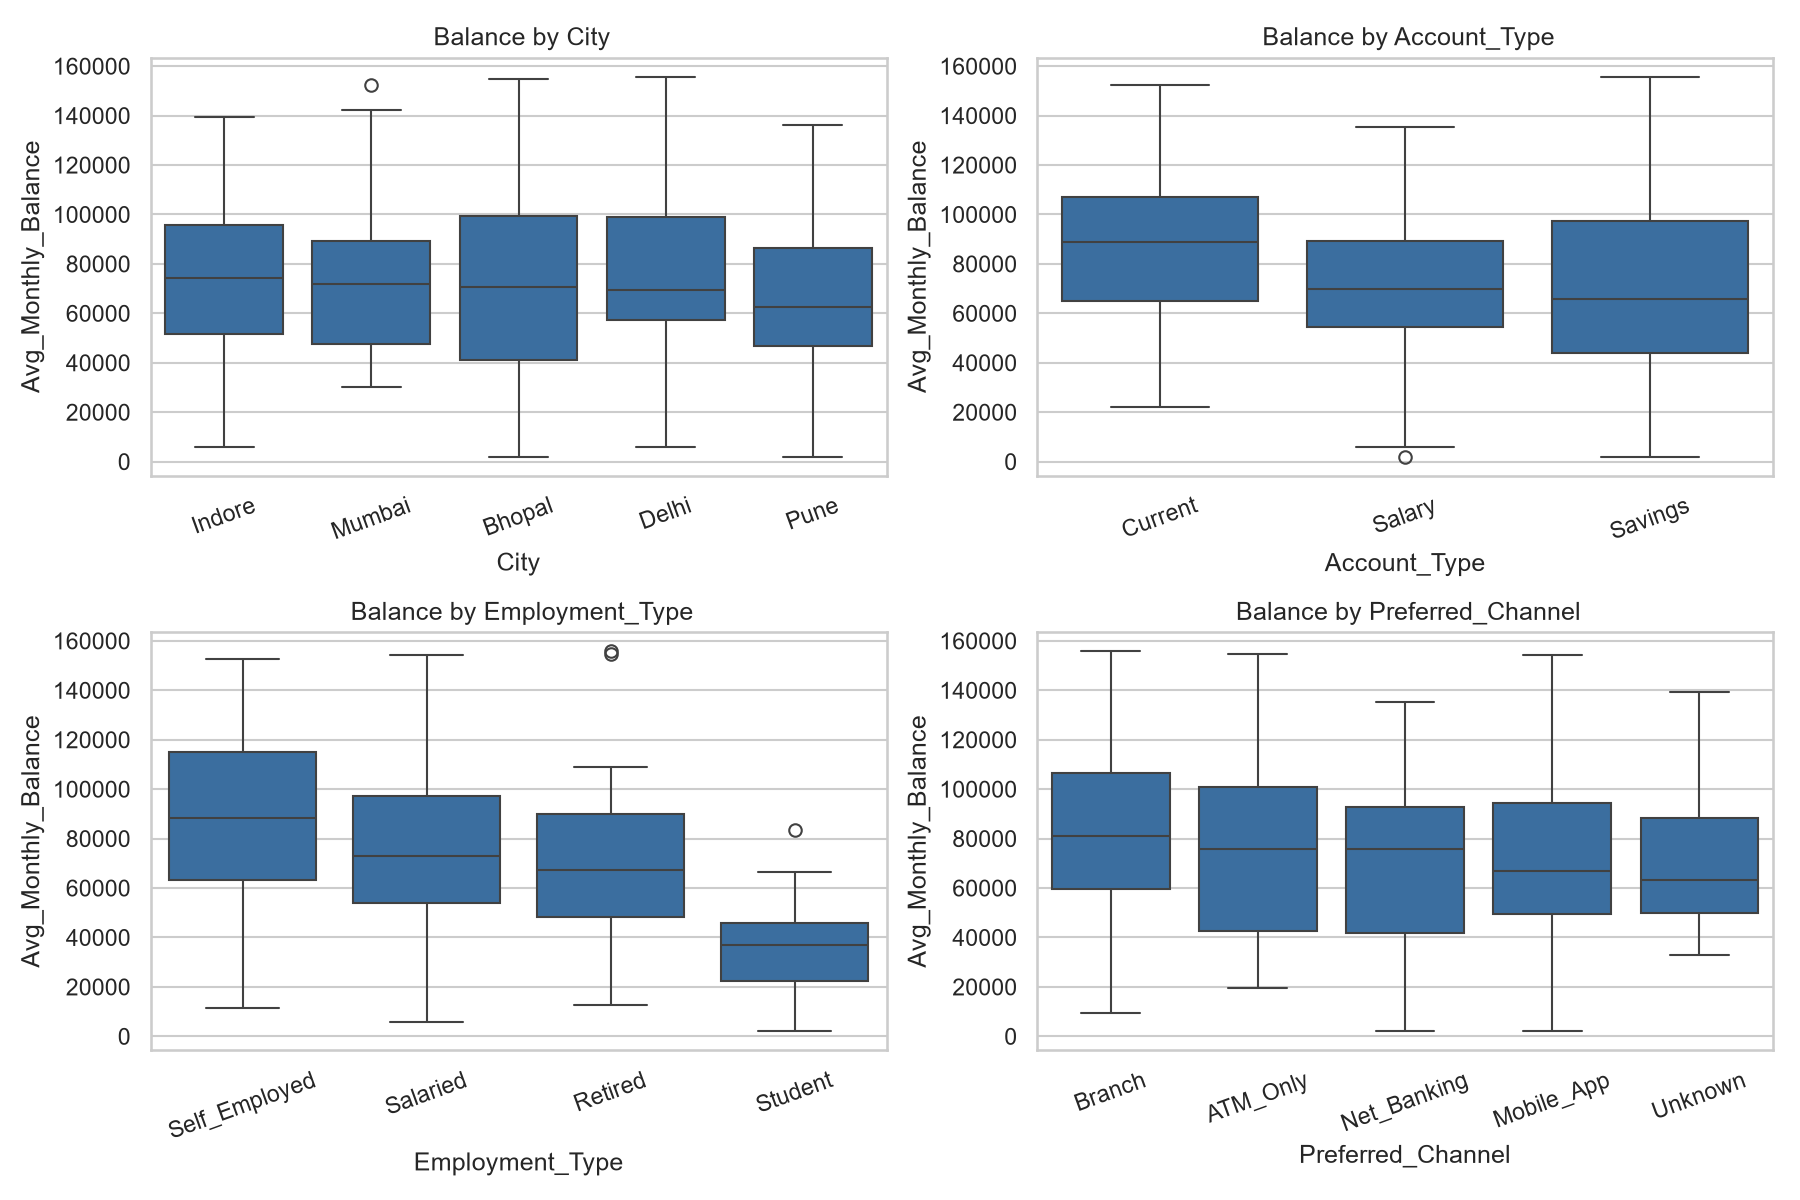 Balance by City
Avg_Monthly_Balance
160000
140000
120000
100000
80000
60000
40000
20000
0
Indore
Mumbai
Bhopal
Delhi
Pune
City
Balance by Account_Type
Avg_Monthly_Balance
160000
140000
120000
100000
80000
60000
40000
20000
0
Current
Salary
Savings
Account_Type
Balance by Employment_Type
Avg_Monthly_Balance
160000
140000
120000
100000
80000
60000
40000
20000
0
Self_Employed
Salaried
Retired
Student
Employment_Type
Balance by Preferred_Channel
Avg_Monthly_Balance
160000
140000
120000
100000
80000
60000
40000
20000
0
Branch
ATM_Only
Net_Banking
Mobile_App
Unknown
Preferred_Channel